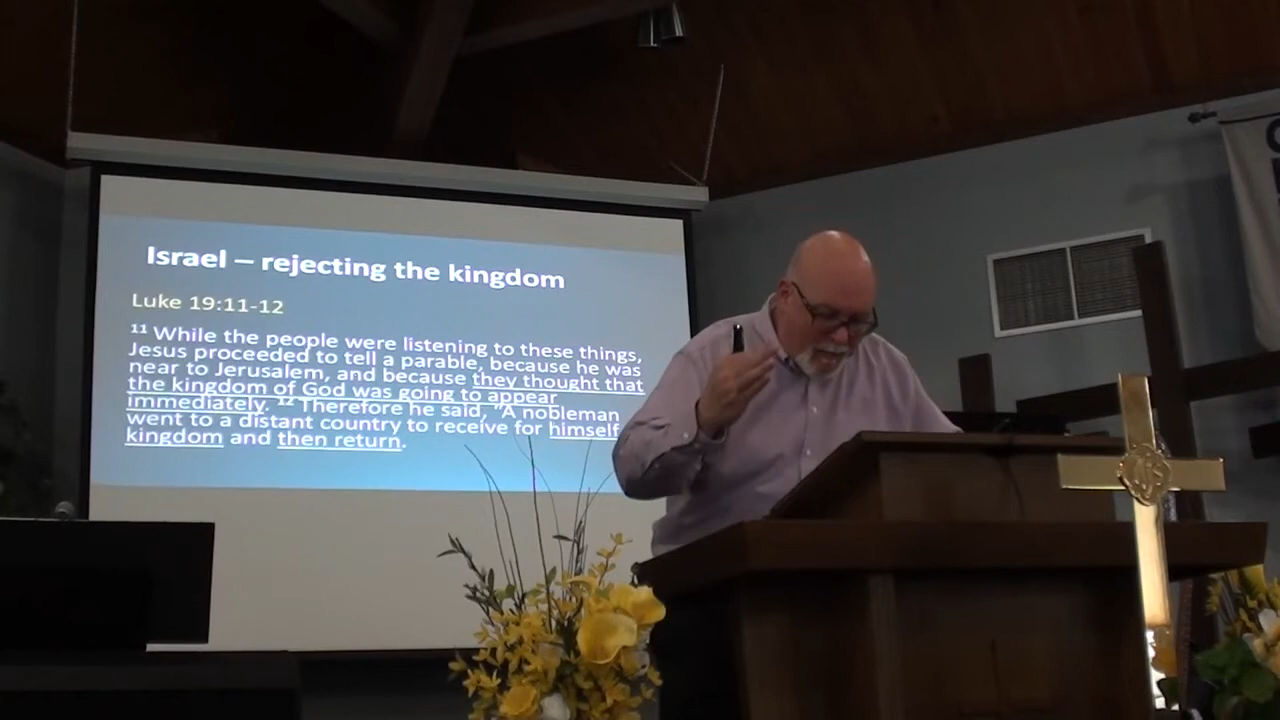 Israel – rejecting the kingdom
Luke 19:11-12
¹¹ While the people were listening to these things,
Jesus proceeded to tell a parable, because he was
near to Jerusalem, and because they thought that
the kingdom of God was going to appear
immediately. ¹² Therefore he said, "A nobleman
went to a distant country to receive for himself
kingdom and then return.